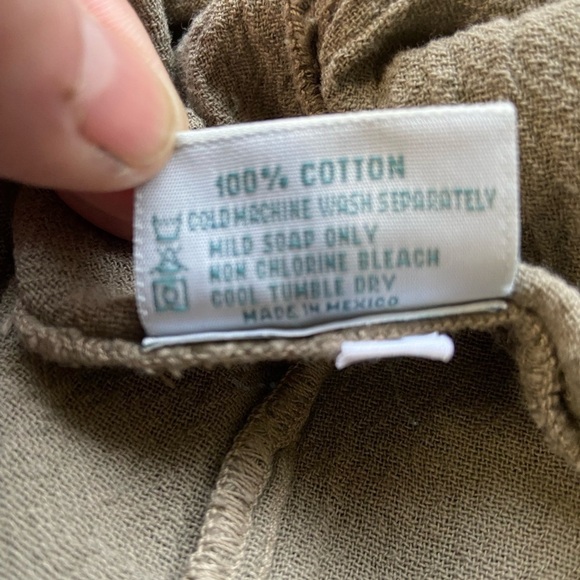 100% COTTON
COLD MACHINE WASH SEPARATELY
MILD SOAP ONLY
NON CHLORINE BLEACH
COOL TUMBLE DRY
MADE IN MEXICO